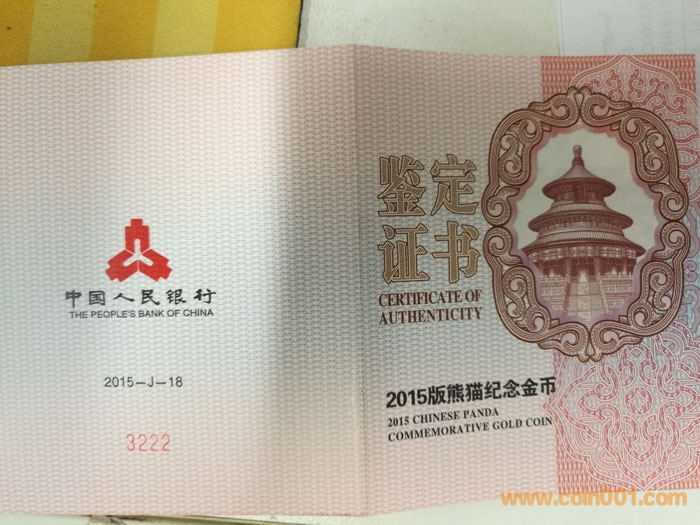 中国人民银行
THE PEOPLE'S BANK OF CHINA
2015-J-18
3222
鉴定
证书
CERTIFICATE OF
AUTHENTICITY
2015版熊猫纪念金币
2015 CHINESE PANDA
COMMEMORATIVE GOLD COIN
www.coin001.com